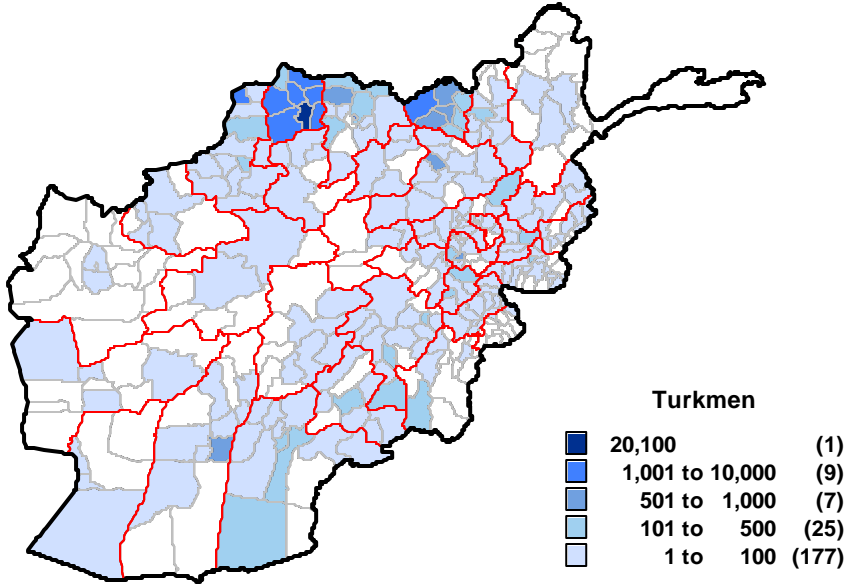 Turkmen
20,100 (1)
1,001 to 10,000 (9)
501 to 1,000 (7)
101 to 500 (25)
1 to 100 (177)